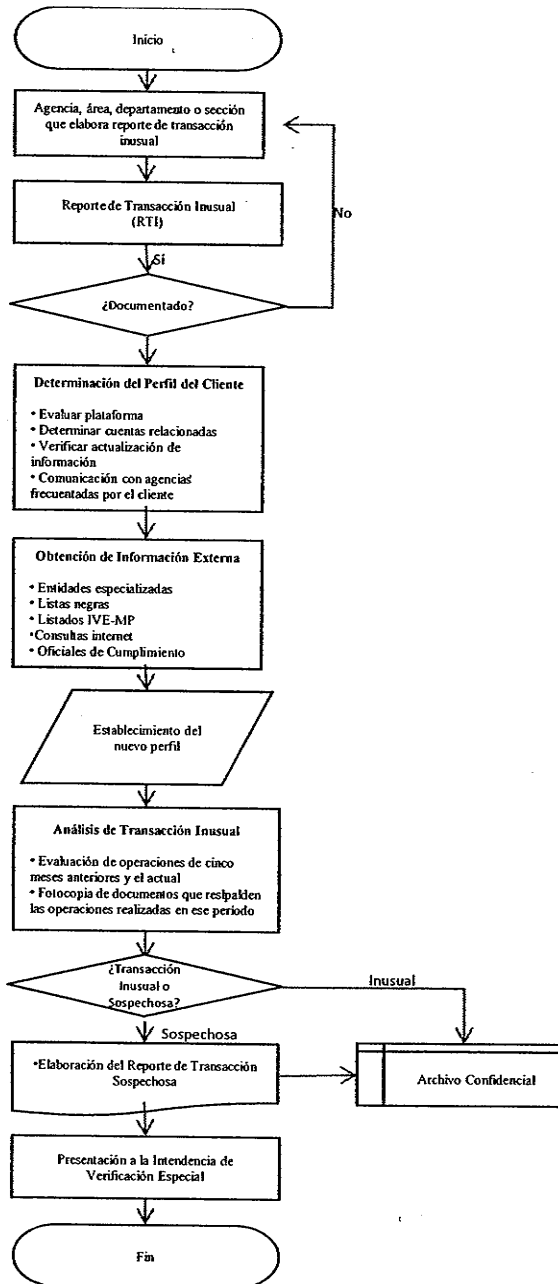 Inicio
Agencia, área, departamento o sección
que elabora reporte de transacción
inusual
Reporte de Transacción Inusual
(RTI)
No
Sí
¿Documentado?
Determinación del Perfil del Cliente
• Evaluar plataforma
• Determinar cuentas relacionadas
• Verificar actualización de
información
• Comunicación con agencias
frecuentadas por el cliente
Obtención de Información Externa
• Entidades especializadas
• Listas negras
• Listados IVE-MP
•Consultas internet
• Oficiales de Cumplimiento
Establecimiento del
nuevo perfil
Análisis de Transacción Inusual
• Evaluación de operaciones de cinco
meses anteriores y el actual
• Fotocopia de documentos que reslpalden
las operaciones realizadas en ese periodo
¿Transacción
Inusual o
Sospechosa?
Inusual
Sospechosa
•Elaboración del Reporte de Transacción
Sospechosa
Archivo Confidencial
Presentación a la Intendencia de
Verificación Especial
Fin